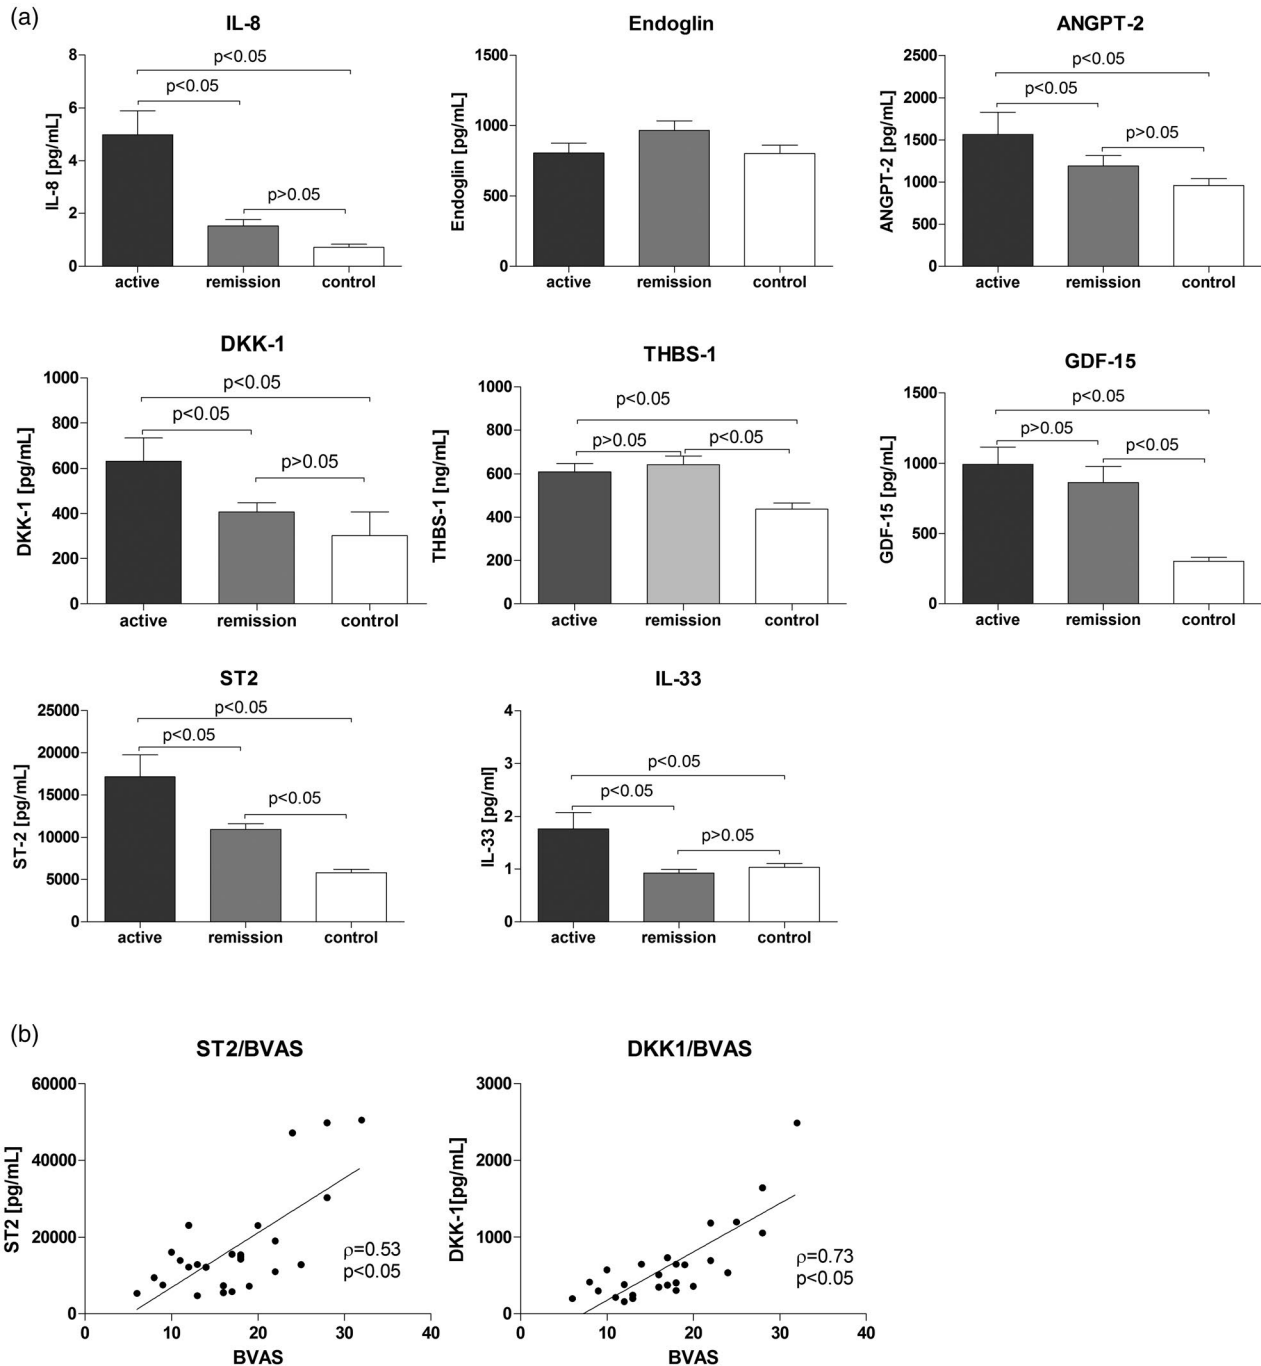 (a)
IL-8
IL-8 [pg/mL]
8
6
4
2
0
p<0.05
p<0.05
p>0.05
active remission control
Endoglin
Endoglin [pg/mL]
1500
1000
500
0
active remission control
ANGPT-2
ANGPT-2 [pg/mL]
2500
2000
1500
1000
500
0
p<0.05
p<0.05
p>0.05
active remission control
DKK-1
DKK-1 [pg/mL]
1000
800
600
400
200
0
p<0.05
p<0.05
p>0.05
active remission control
THBS-1
THBS-1 [ng/mL]
1000
800
600
400
200
0
p<0.05
p>0.05 p<0.05
active remission control
GDF-15
GDF-15 [pg/mL]
1500
1000
500
0
p<0.05
p>0.05
p<0.05
active remission control
ST2
ST-2 [pg/mL]
25000
20000
15000
10000
5000
0
p<0.05
p<0.05
p<0.05
active remission control
IL-33
IL-33 [pg/ml]
4
3
2
1
0
p<0.05
p<0.05
p>0.05
active remission control
(b)
ST2/BVAS
ST2 [pg/mL]
60000
40000
20000
0
ρ=0.53
p<0.05
0 10 20 30 40
BVAS
DKK1/BVAS
DKK-1[pg/mL]
3000
2000
1000
0
ρ=0.73
p<0.05
0 10 20 30 40
BVAS